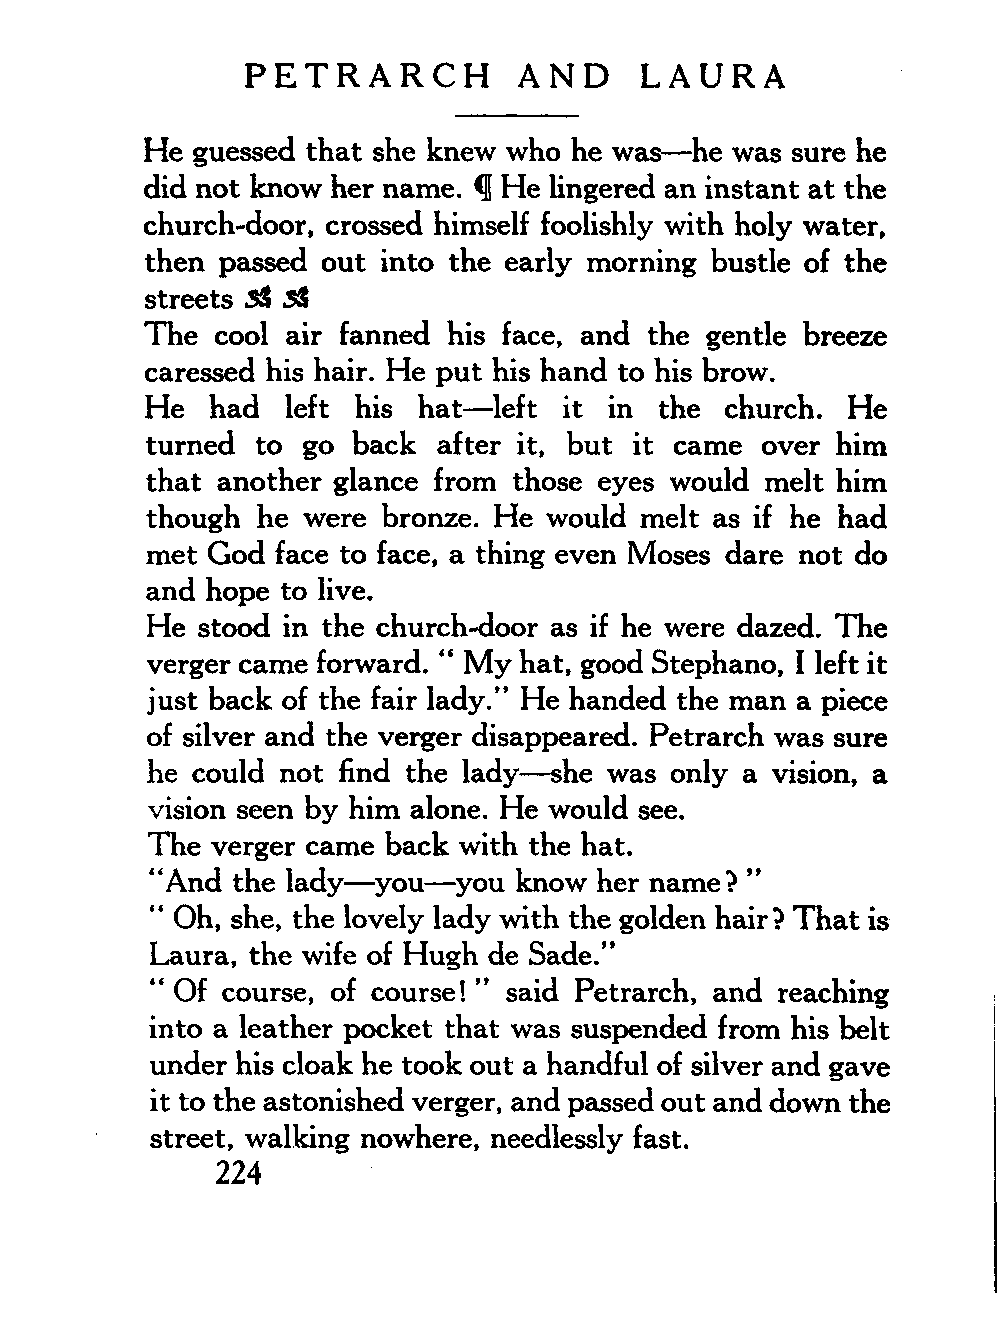 PETRARCH AND LAURA
He guessed that she knew who he was—he was sure he
did not know her name. ¶ He lingered an instant at the
church-door, crossed himself foolishly with holy water,
then passed out into the early morning bustle of the
streets
The cool air fanned his face, and the gentle breeze
caressed his hair. He put his hand to his brow.
He had left his hat—left it in the church. He
turned to go back after it, but it came over him
that another glance from those eyes would melt him
though he were bronze. He would melt as if he had
met God face to face, a thing even Moses dare not do
and hope to live.
He stood in the church-door as if he were dazed. The
verger came forward. “ My hat, good Stephano, I left it
just back of the fair lady.” He handed the man a piece
of silver and the verger disappeared. Petrarch was sure
he could not find the lady—she was only a vision, a
vision seen by him alone. He would see.
The verger came back with the hat.
“And the lady—you—you know her name? ”
“ Oh, she, the lovely lady with the golden hair? That is
Laura, the wife of Hugh de Sade.”
“ Of course, of course! ” said Petrarch, and reaching
into a leather pocket that was suspended from his belt
under his cloak he took out a handful of silver and gave
it to the astonished verger, and passed out and down the
street, walking nowhere, needlessly fast.
224